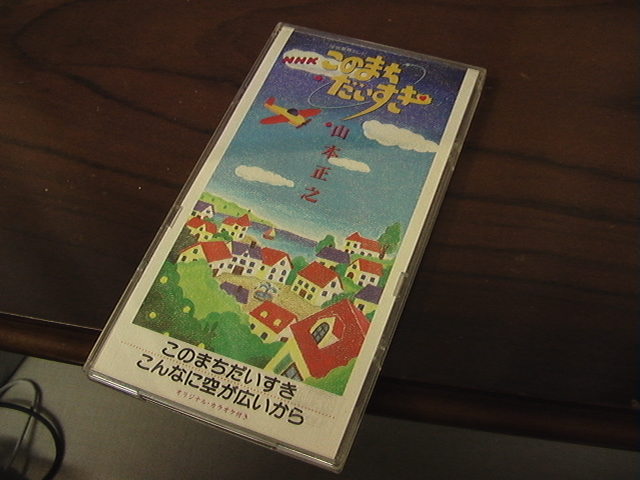 NHK
このまち
だいすき
山本正之
このまちだいすき
こんなに空が広いから
オリジナル・カラオケ付き